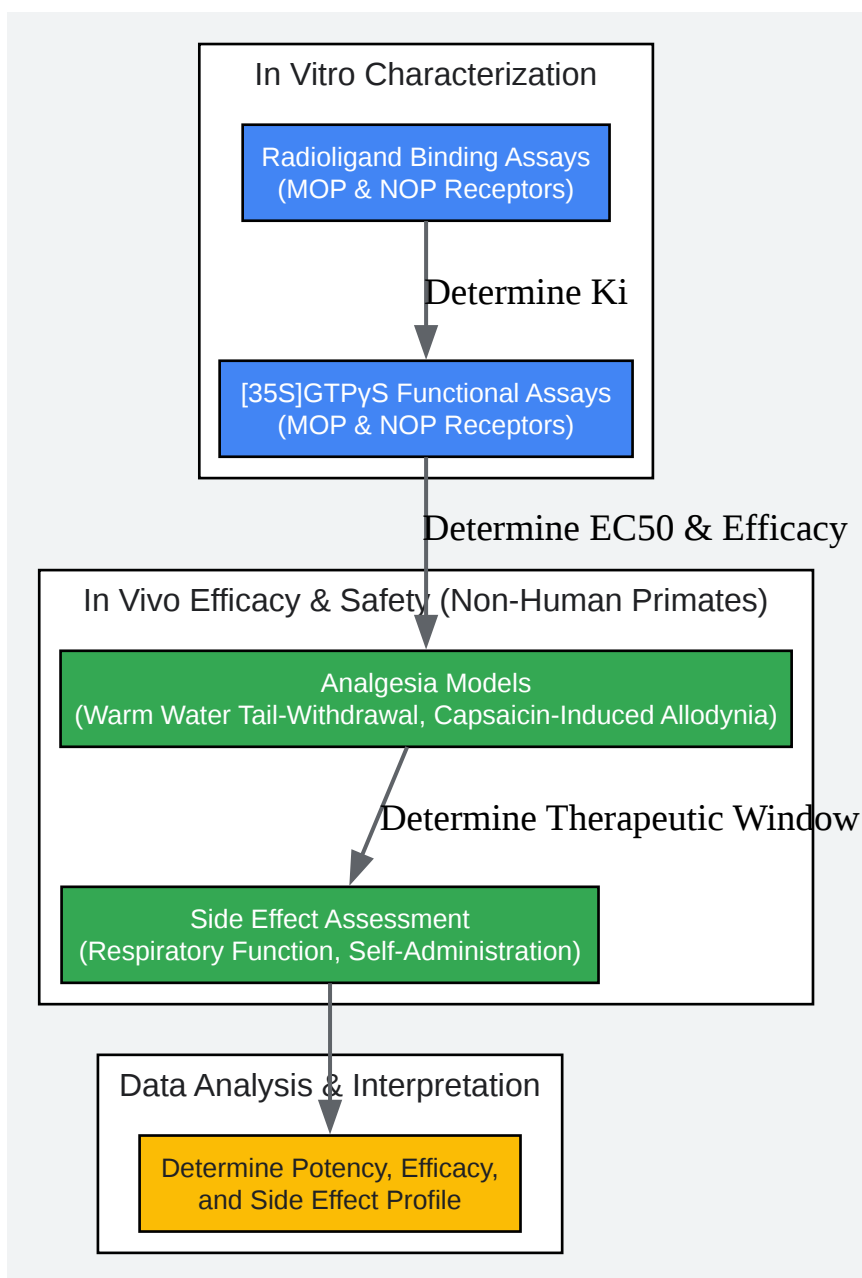 In Vitro Characterization
Radioligand Binding Assays
(MOP & NOP Receptors)
Determine Ki
[35S]GTPγS Functional Assays
(MOP & NOP Receptors)
Determine EC50 & Efficacy
In Vivo Efficacy & Safety (Non-Human Primates)
Analgesia Models
(Warm Water Tail-Withdrawal, Capsaicin-Induced Allodynia)
Determine Therapeutic Window
Side Effect Assessment
(Respiratory Function, Self-Administration)
Data Analysis & Interpretation
Determine Potency, Efficacy,
and Side Effect Profile